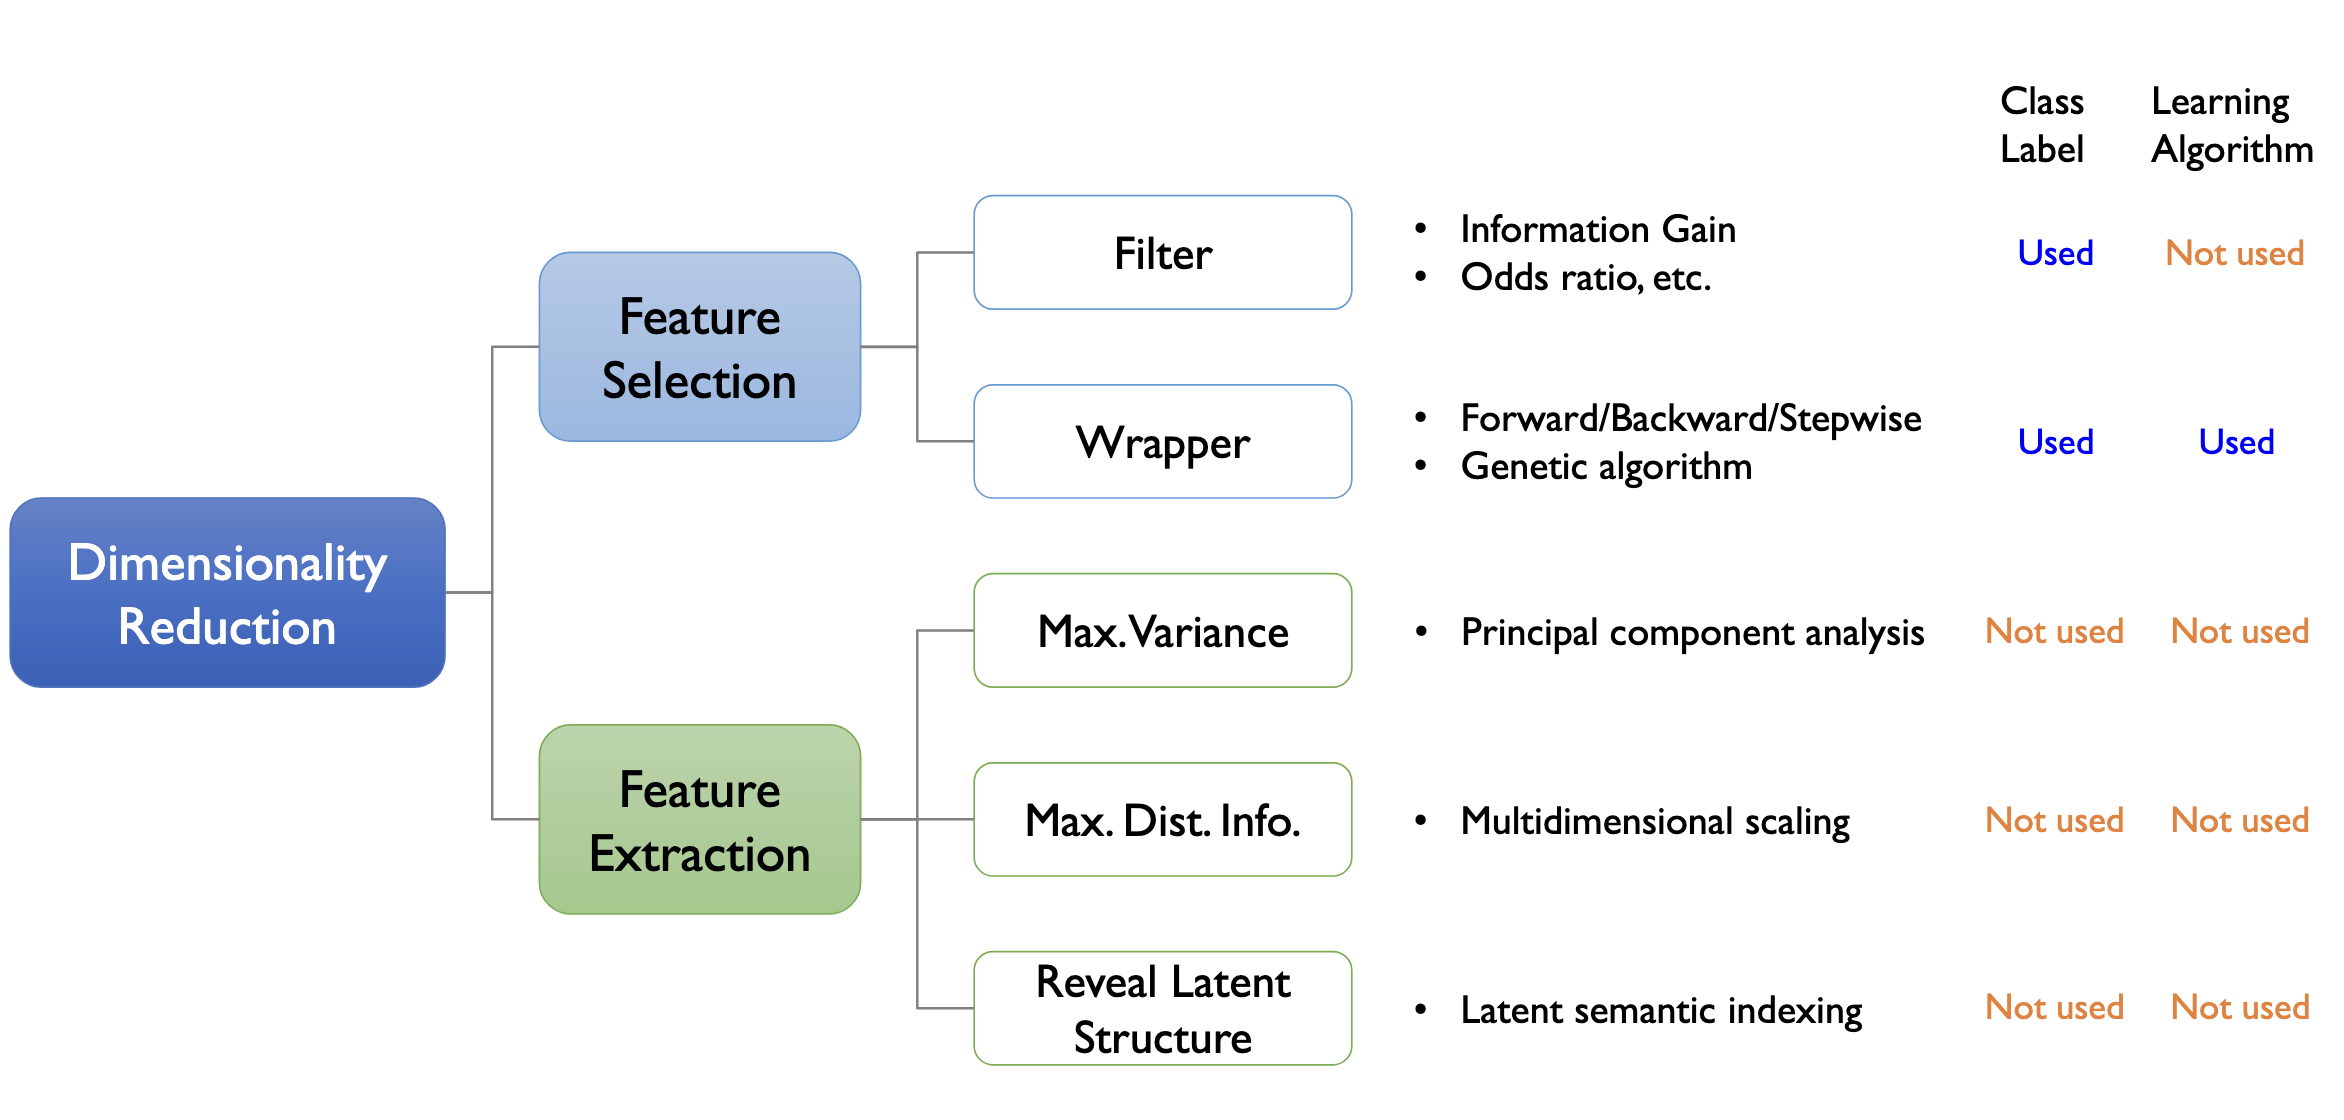 Class Learning
Label Algorithm
Filter
• Information Gain
• Odds ratio, etc.
Used Not used
Feature
Selection
Wrapper
• Forward/Backward/Stepwise
• Genetic algorithm
Used Used
Dimensionality
Reduction
Max. Variance
• Principal component analysis
Not used Not used
Feature
Extraction
Max. Dist. Info.
• Multidimensional scaling
Not used Not used
Reveal Latent
Structure
• Latent semantic indexing
Not used Not used